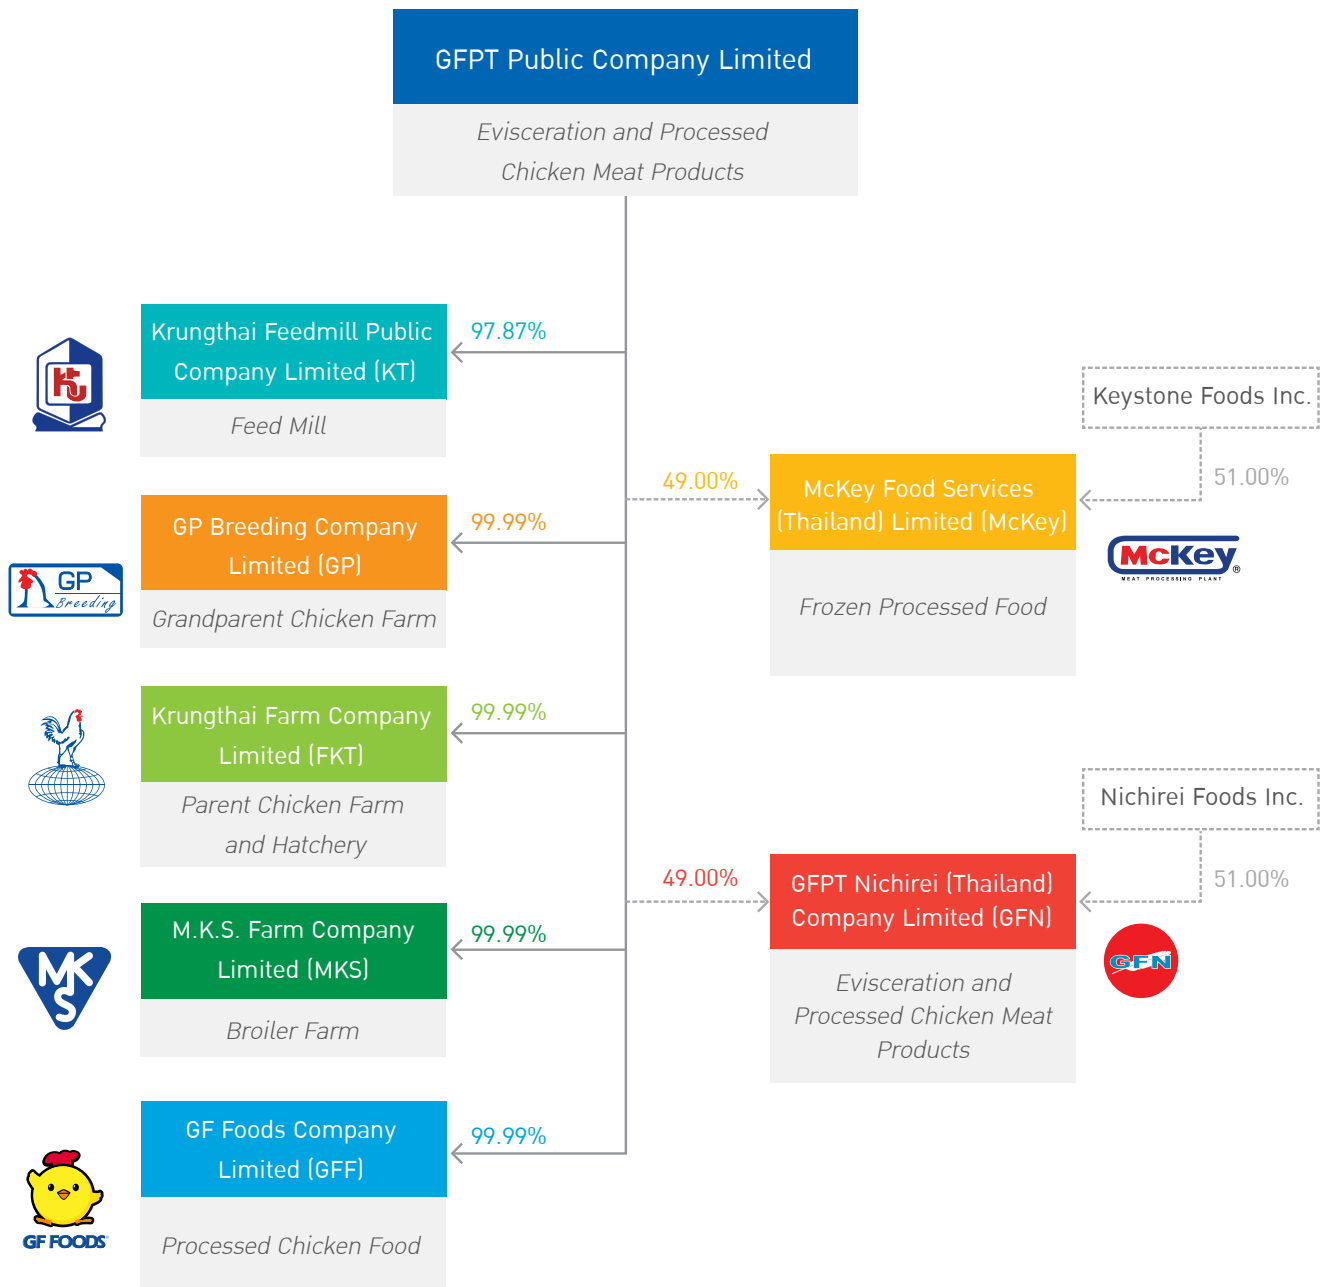 GFPT Public Company Limited
Evisceration and Processed
Chicken Meat Products
Krungthai Feedmill Public
Company Limited (KT)
Feed Mill
97.87%
KT
GP Breeding Company
Limited (GP)
Grandparent Chicken Farm
99.99%
GP
Breeding
Krungthai Farm Company
Limited (FKT)
Parent Chicken Farm
and Hatchery
99.99%
M.K.S. Farm Company
Limited (MKS)
Broiler Farm
99.99%
MK
S
GF Foods Company
Limited (GFF)
Processed Chicken Food
99.99%
GF FOODS
Keystone Foods Inc.
51.00%
49.00%
McKey Food Services
(Thailand) Limited (McKey)
Frozen Processed Food
McKey®
MEAT PROCESSING PLANT
Nichirei Foods Inc.
51.00%
49.00%
GFPT Nichirei (Thailand)
Company Limited (GFN)
Evisceration and
Processed Chicken Meat
Products
GFN